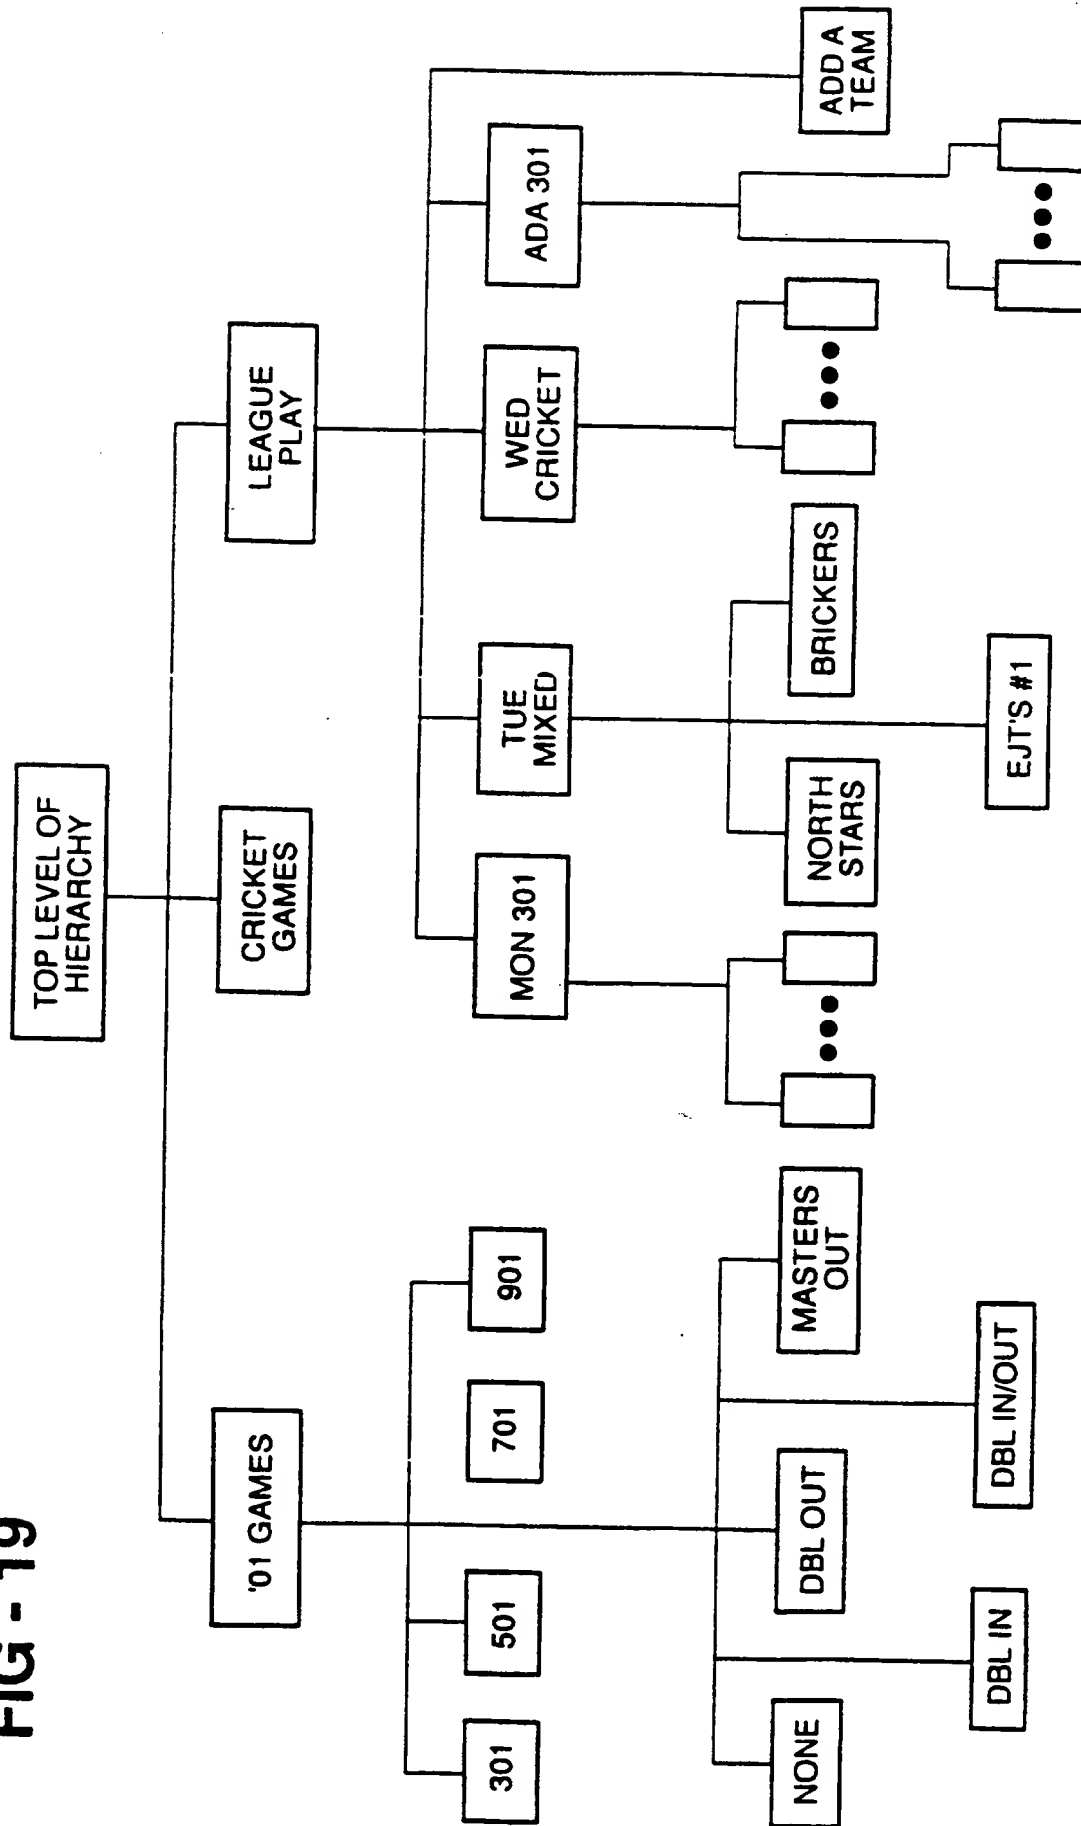 FIG - 19
TOP LEVEL OF
HIERARCHY
'01 GAMES
CRICKET
GAMES
LEAGUE
PLAY
301
501
701
901
MON 301
TUE
MIXED
WED
CRICKET
ADA 301
NONE
DBL OUT
MASTERS
OUT
NORTH
STARS
BRICKERS
ADD A
TEAM
DBL IN
DBL IN/OUT
EJT'S #1